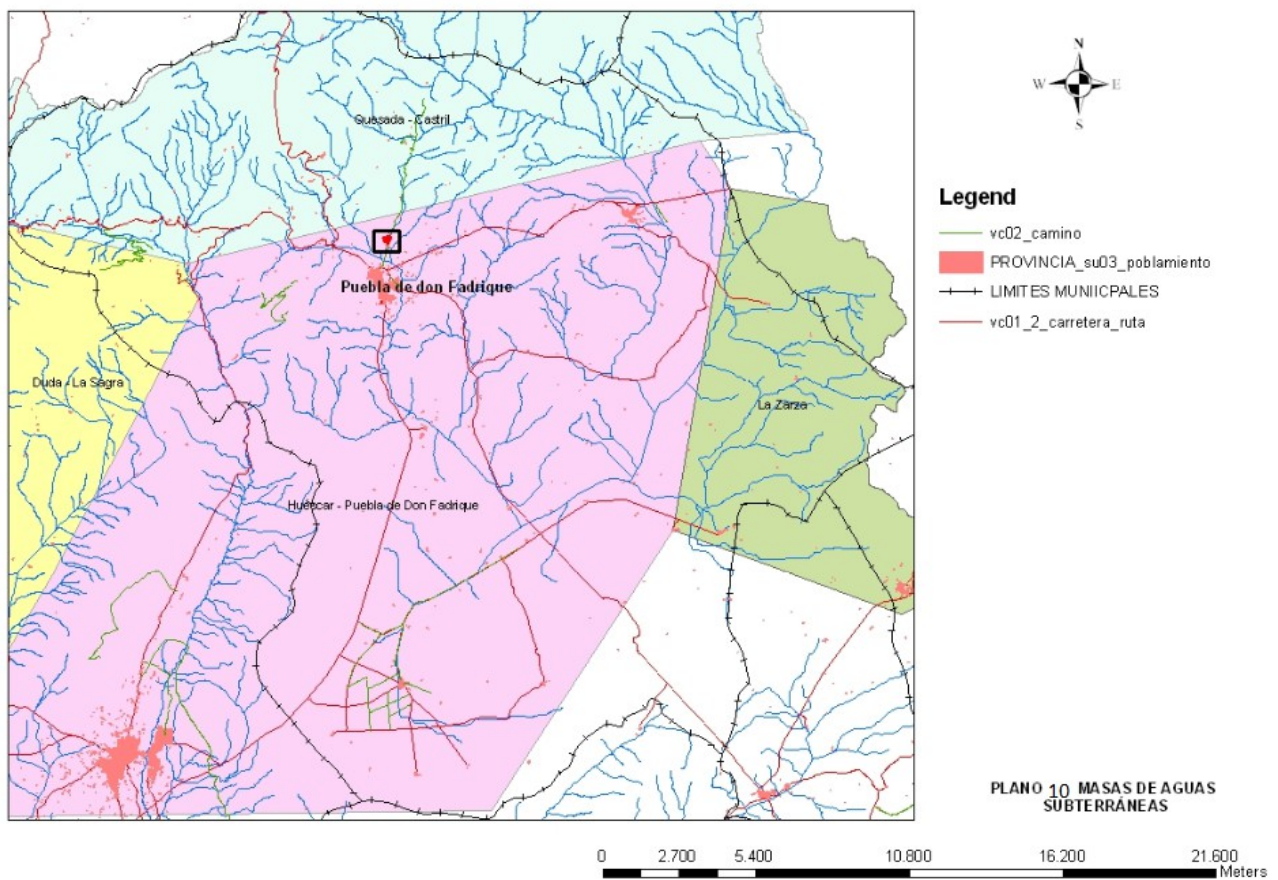 N
W E
S
Quesada - Castril
Puebla de don Fadrique
Duda - La Sagra
La Zarza
Huescar - Puebla de Don Fadrique
Legend
vc02_camino
PROVINCIA_su03_poblamiento
LIMITES MUNIICPALES
vc01_2_carretera_ruta
PLANO 10 MASAS DE AGUAS
SUBTERRÁNEAS
0 2.700 5.400 10.800 16.200 21.600
Meters